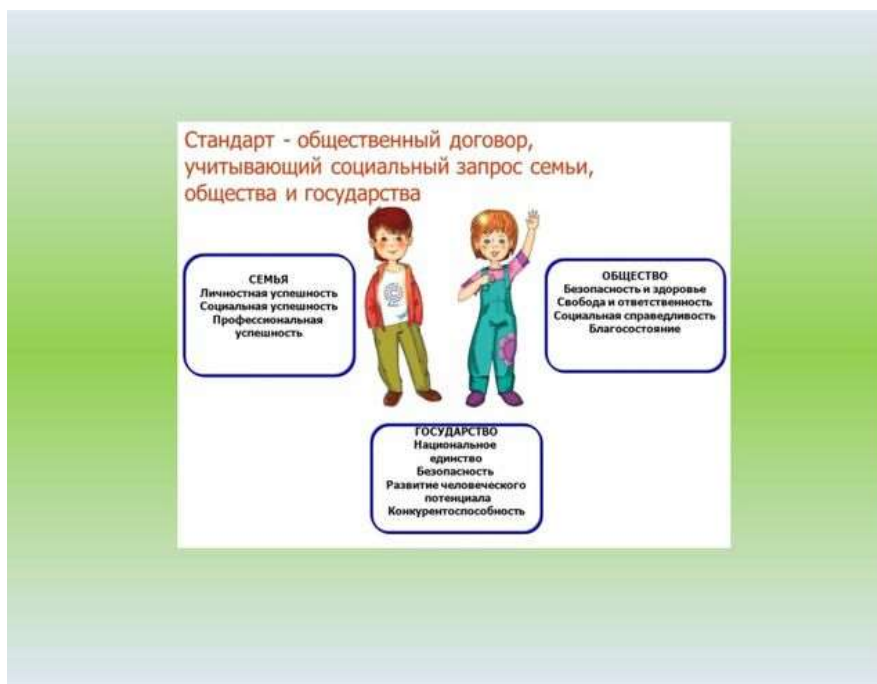 Стандарт - общественный договор,
учитывающий социальный запрос семьи,
общества и государства
СЕМЬЯ
Личностная успешность
Социальная успешность
Профессиональная
успешность
ОБЩЕСТВО
Безопасность и здоровье
Свобода и ответственность
Социальная справедливость
Благосостояние
ГОСУДАРСТВО
Национальное
единство
Безопасность
Развитие человеческого
потенциала
Конкурентоспособность